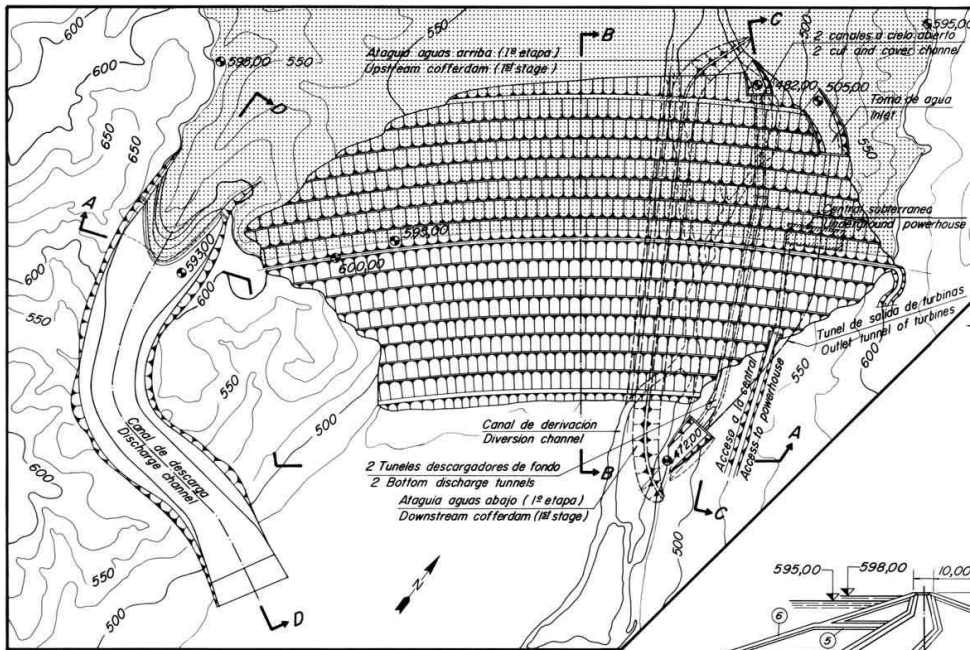 600
600
650
650
595,00
550
Ataguia aguas arriba (1ª etapa)
Upstream cofferdam (1st stage)
B
C
500
595,00
2 canales a cielo abierto
2 cut and cover channel
482,00
505,00
Toma de agua
Inlet
550
D
A
593,00
600
593,00
600,00
Central subterranea
Underground powerhouse
600
550
Tunel de salida de turbinas
Outlet tunnel of turbines
600
550
550
500
Canal de descarga
Discharge channel
Canal de derivación
Diversion channel
2 Tuneles descargadores de fondo
2 Bottom discharge tunnels
Ataguia aguas abajo (1ª etapa)
Downstream cofferdam (1st stage)
B
472,00
Acceso a la central
Access to powerhouse
A
C
500
600
550
500
N
D
595,00
598,00
10,00
6
5